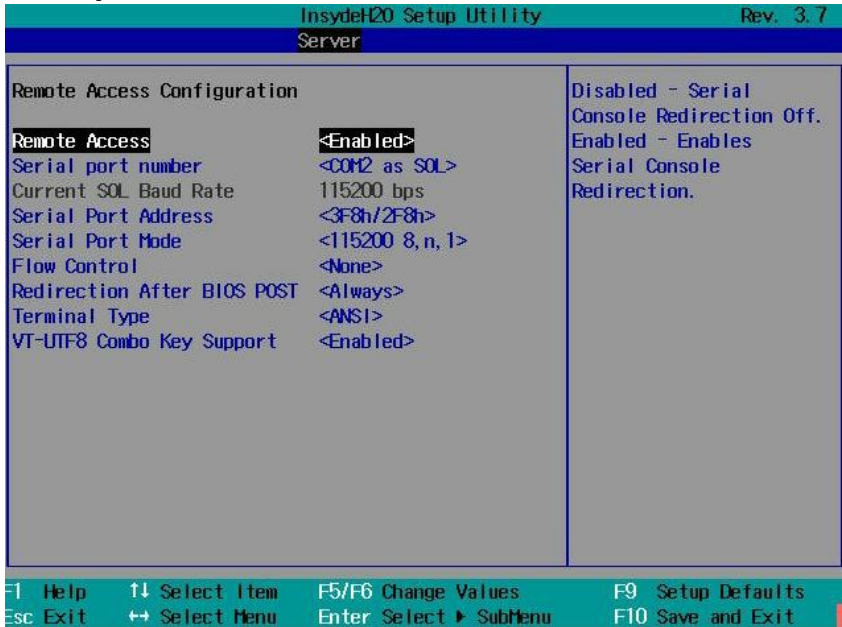 InsydeH2O Setup Utility Rev. 3.7
Server
Remote Access Configuration
Remote Access <Enabled>
Serial port number <COM2 as SOL>
Current SOL Baud Rate 115200 bps
Serial Port Address <3F8h/2F8h>
Serial Port Mode <115200 8,n,1>
Flow Control <None>
Redirection After BIOS POST <Always>
Terminal Type <ANSI>
VT-UTF8 Combo Key Support <Enabled>
Disabled - Serial
Console Redirection Off.
Enabled - Enables
Serial Console
Redirection.
F1 Help ↑↓ Select Item F5/F6 Change Values F9 Setup Defaults
Esc Exit ↔ Select Menu Enter Select ▶ SubMenu F10 Save and Exit